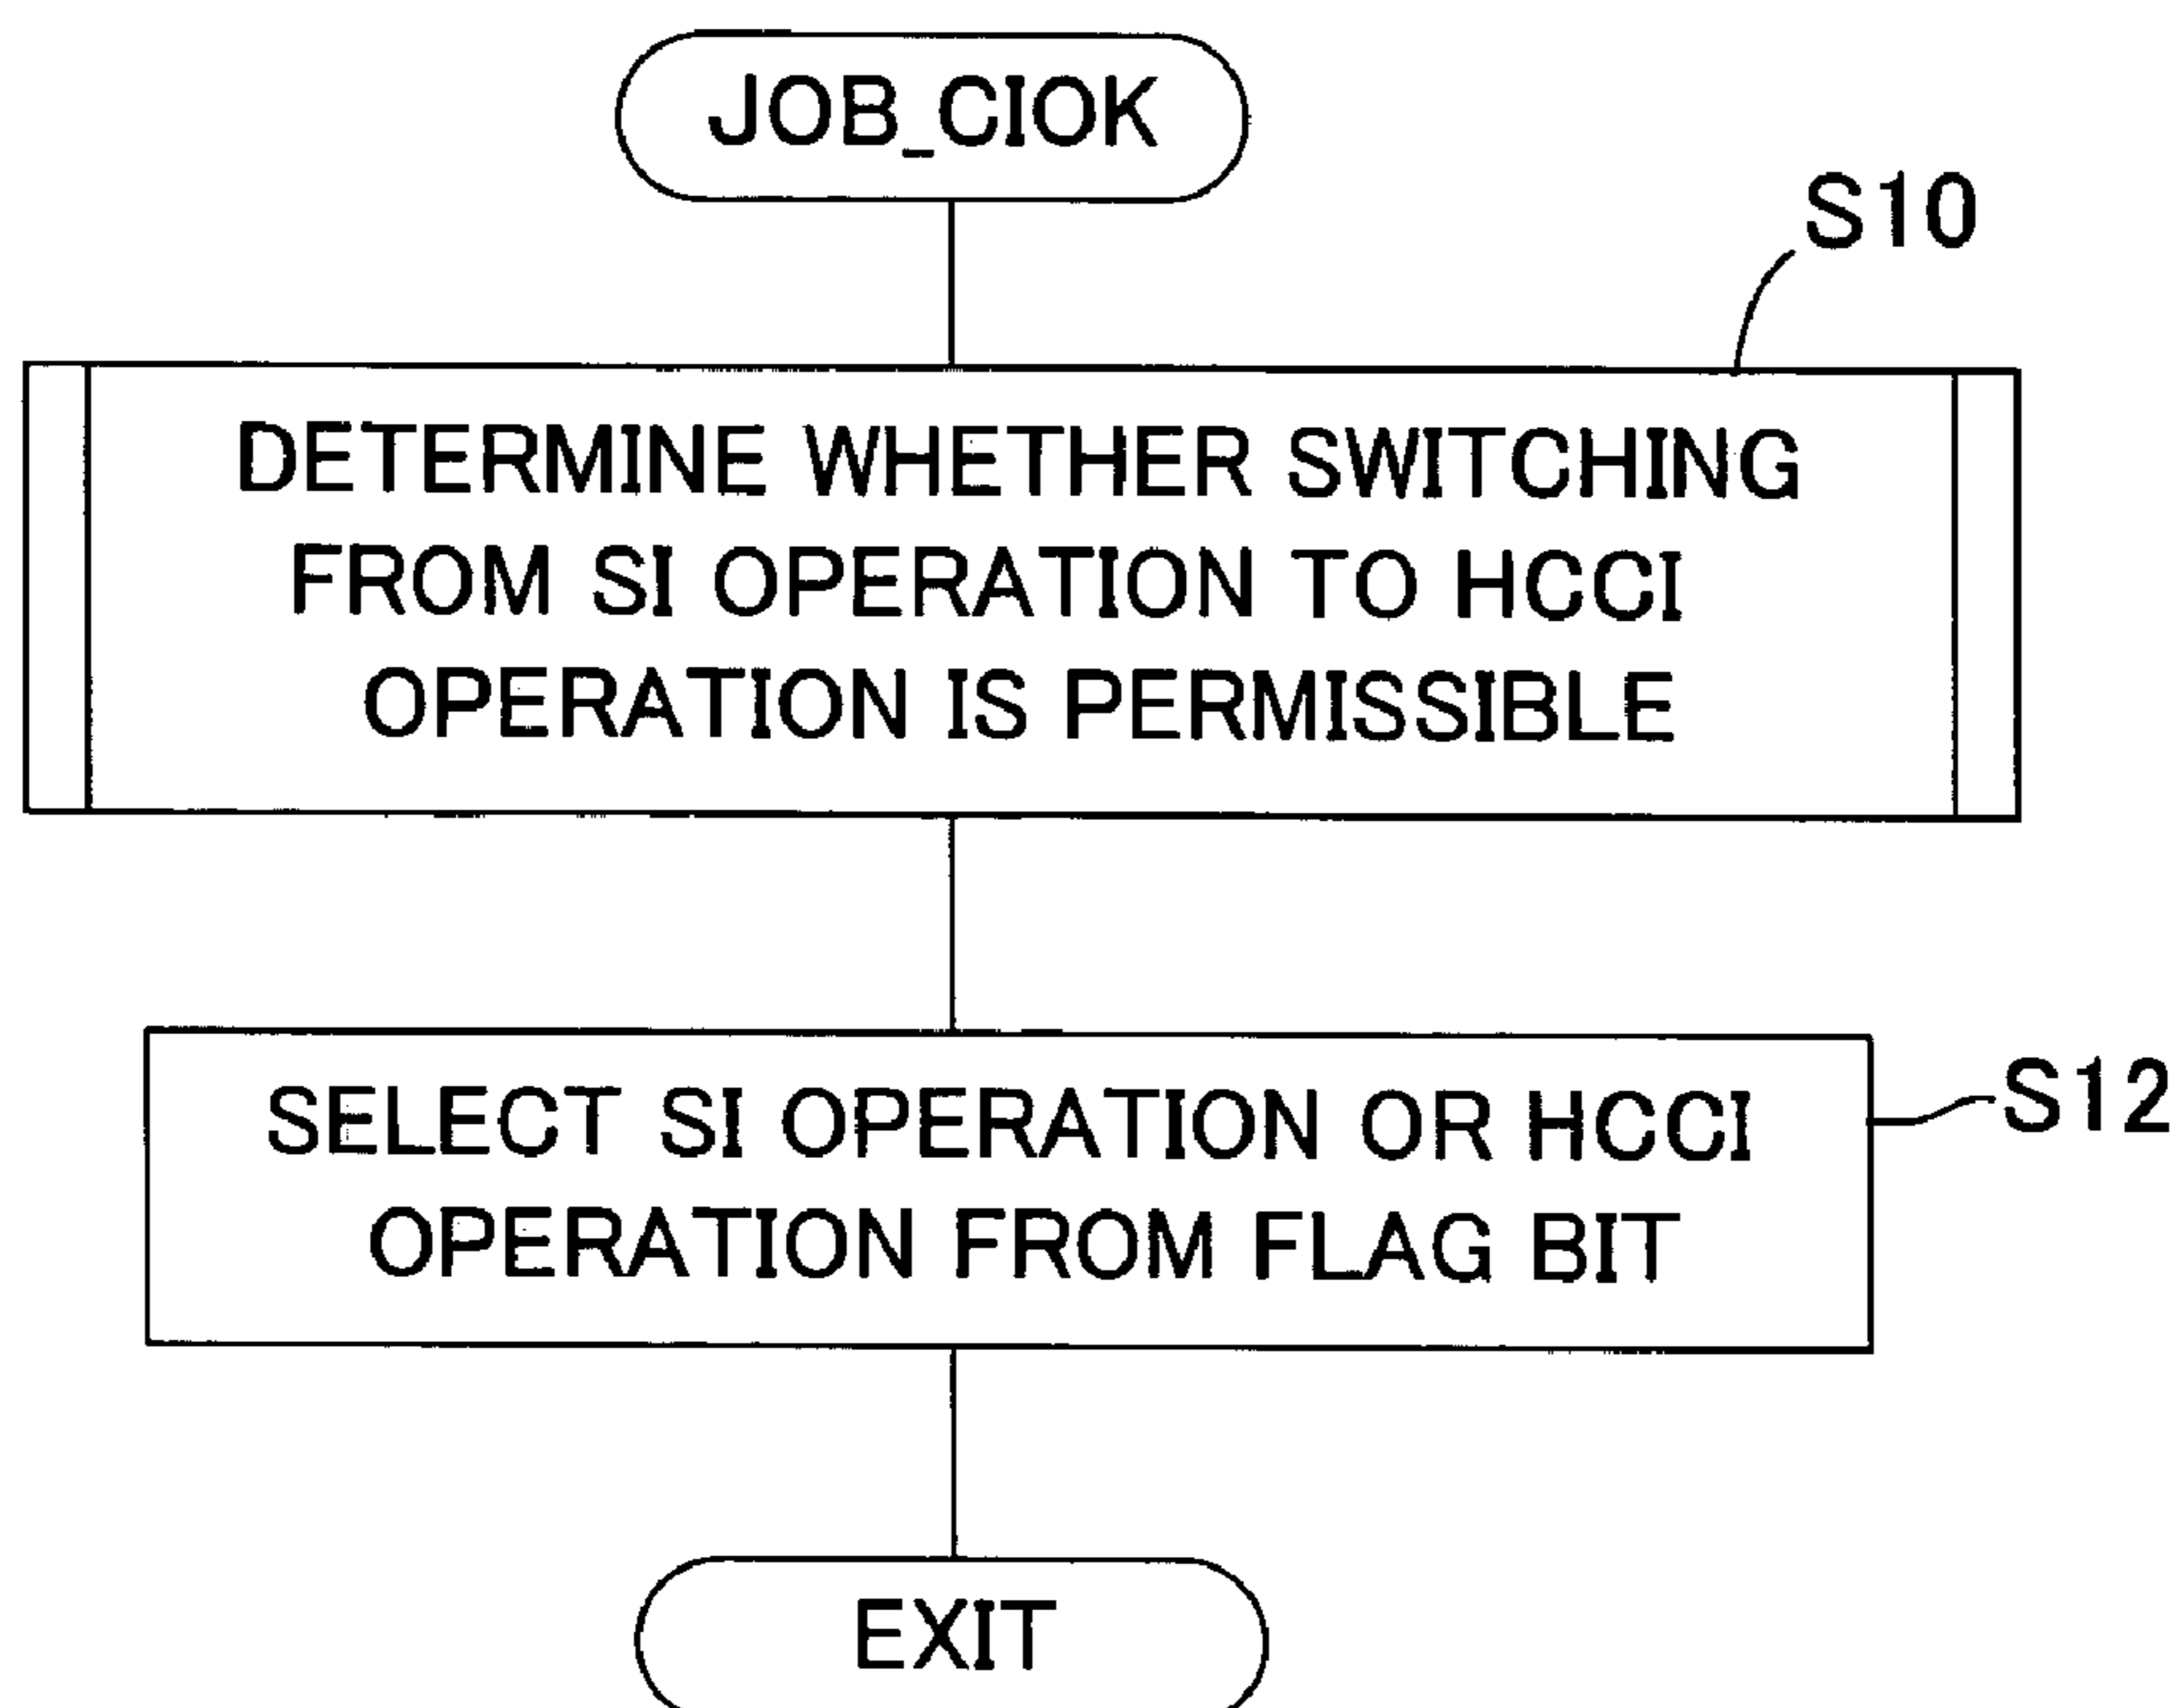 JOB_CIOK
S10
DETERMINE WHETHER SWITCHING
FROM SI OPERATION TO HCCI
OPERATION IS PERMISSIBLE
SELECT SI OPERATION OR HCCI
OPERATION FROM FLAG BIT
S12
EXIT